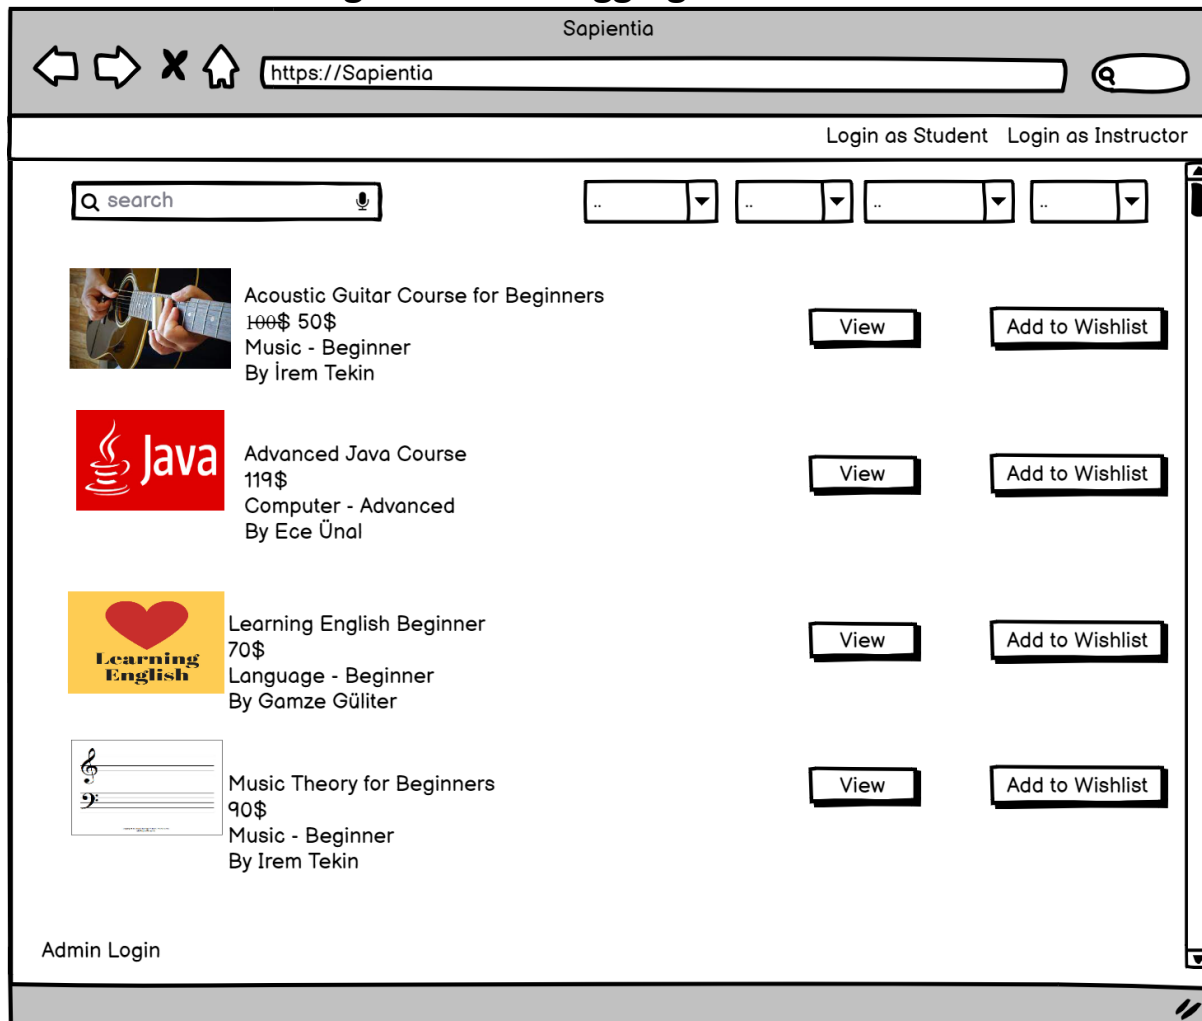 Sapientia
https://Sapientia
Login as Student Login as Instructor
search
.. .. .. ..
Acoustic Guitar Course for Beginners
100$ 50$
Music - Beginner
By İrem Tekin
View
Add to Wishlist
Java
Advanced Java Course
119$
Computer - Advanced
By Ece Ünal
View
Add to Wishlist
Learning
English
Learning English Beginner
70$
Language - Beginner
By Gamze Güliter
View
Add to Wishlist
Music Theory for Beginners
90$
Music - Beginner
By Irem Tekin
View
Add to Wishlist
Admin Login